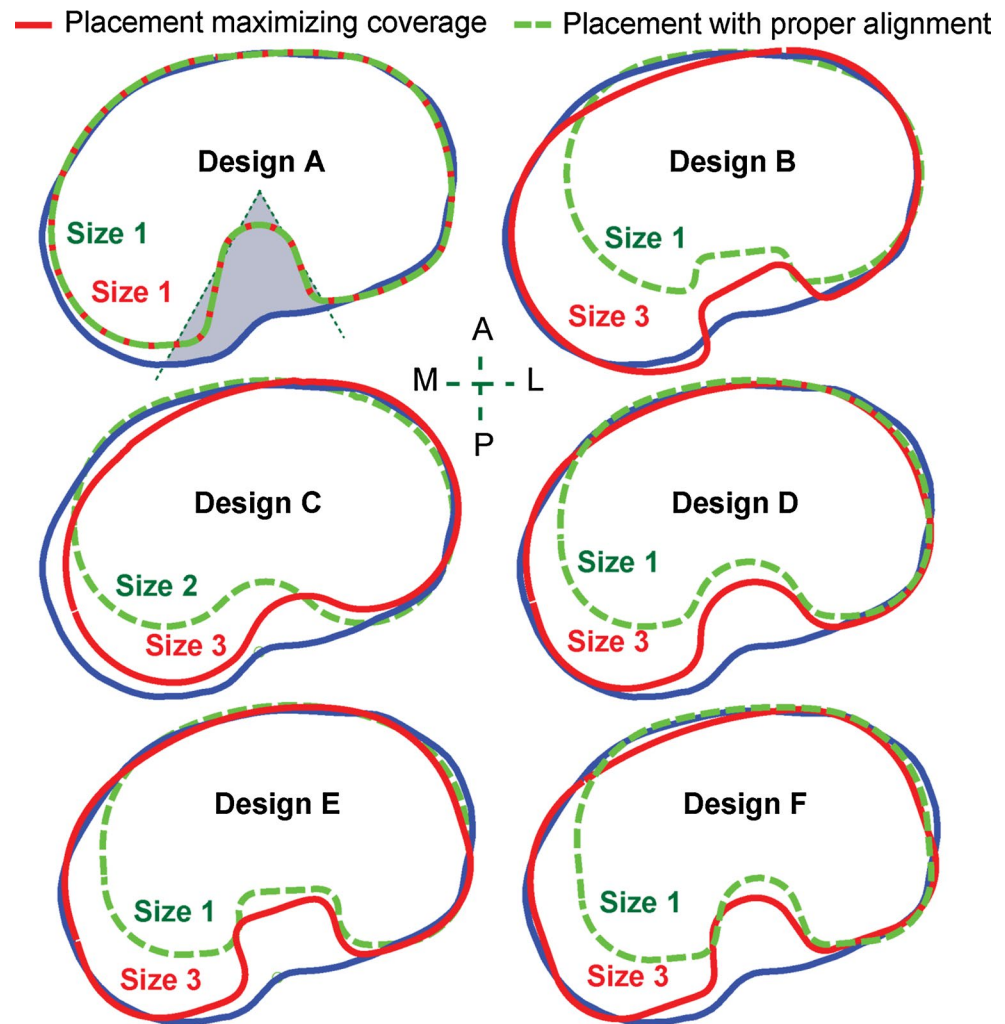 Placement maximizing coverage Placement with proper alignment
Design A
Size 1
Size 1
Design B
Size 1
Size 3
A
M L
P
Design C
Size 2
Size 3
Design D
Size 1
Size 3
Design E
Size 1
Size 3
Design F
Size 1
Size 3